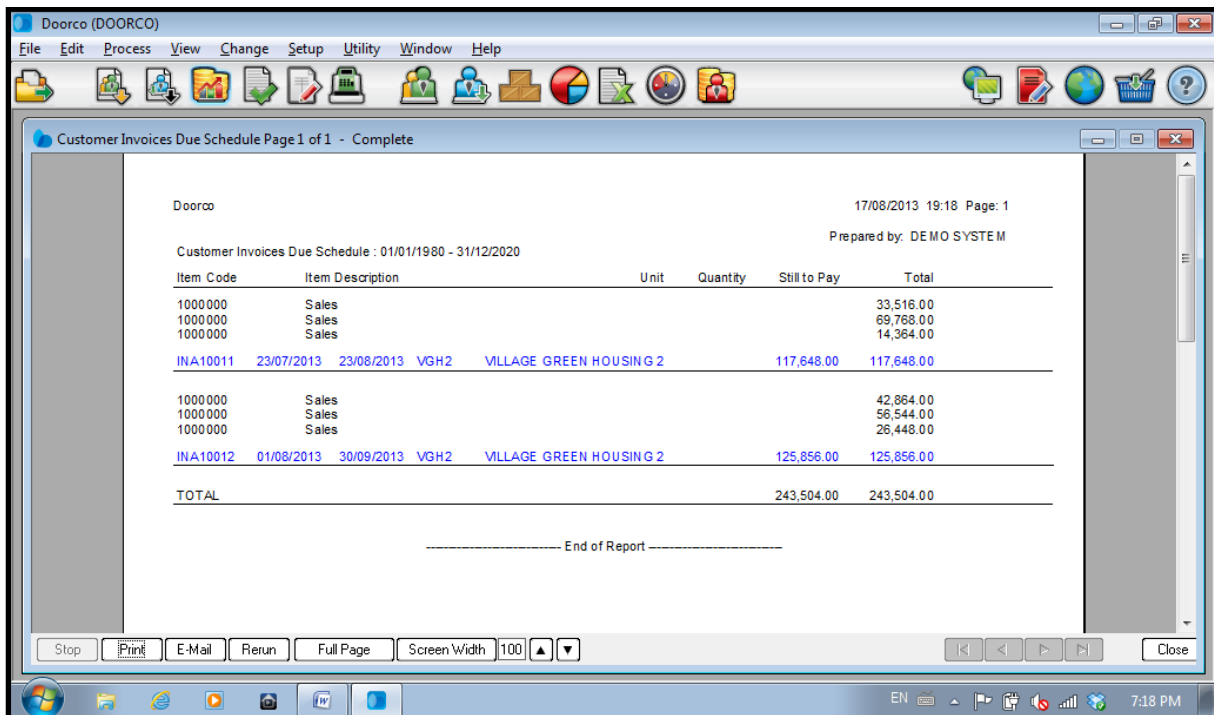 Doorco (DOORCO)
File Edit Process View Change Setup Utility Window Help
Customer Invoices Due Schedule Page 1 of 1 - Complete
Doorco 17/08/2013 19:18 Page: 1
Prepared by: DEMO SYSTEM
Customer Invoices Due Schedule : 01/01/1980 - 31/12/2020
Item Code Item Description Unit Quantity Still to Pay Total
1000000 Sales 33,516.00
1000000 Sales 69,768.00
1000000 Sales 14,364.00
INA10011 23/07/2013 23/08/2013 VGH2 VILLAGE GREEN HOUSING 2 117,648.00 117,648.00
1000000 Sales 42,864.00
1000000 Sales 56,544.00
1000000 Sales 26,448.00
INA10012 01/08/2013 30/09/2013 VGH2 VILLAGE GREEN HOUSING 2 125,856.00 125,856.00
TOTAL 243,504.00 243,504.00
---------------------------- End of Report ----------------------------
Stop Print E-Mail Rerun Full Page Screen Width 100 Close
EN 7:18 PM